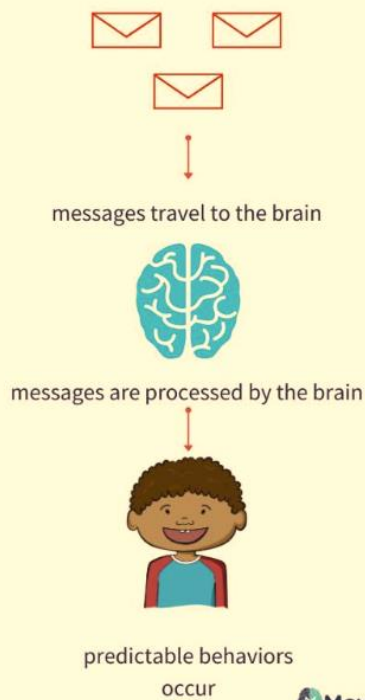 messages travel to the brain
messages are processed by the brain
predictable behaviors
occur